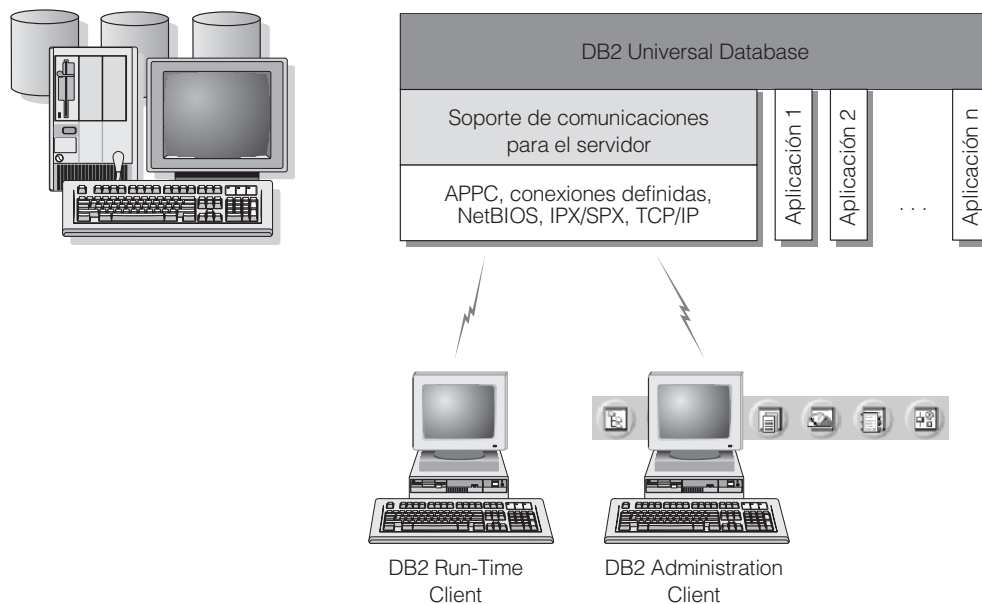 DB2 Universal Database
Soporte de comunicaciones
para el servidor
APPC, conexiones definidas,
NetBIOS, IPX/SPX, TCP/IP
Aplicación 1
Aplicación 2
. . .
Aplicación n
DB2 Run-Time
Client
DB2 Administration
Client